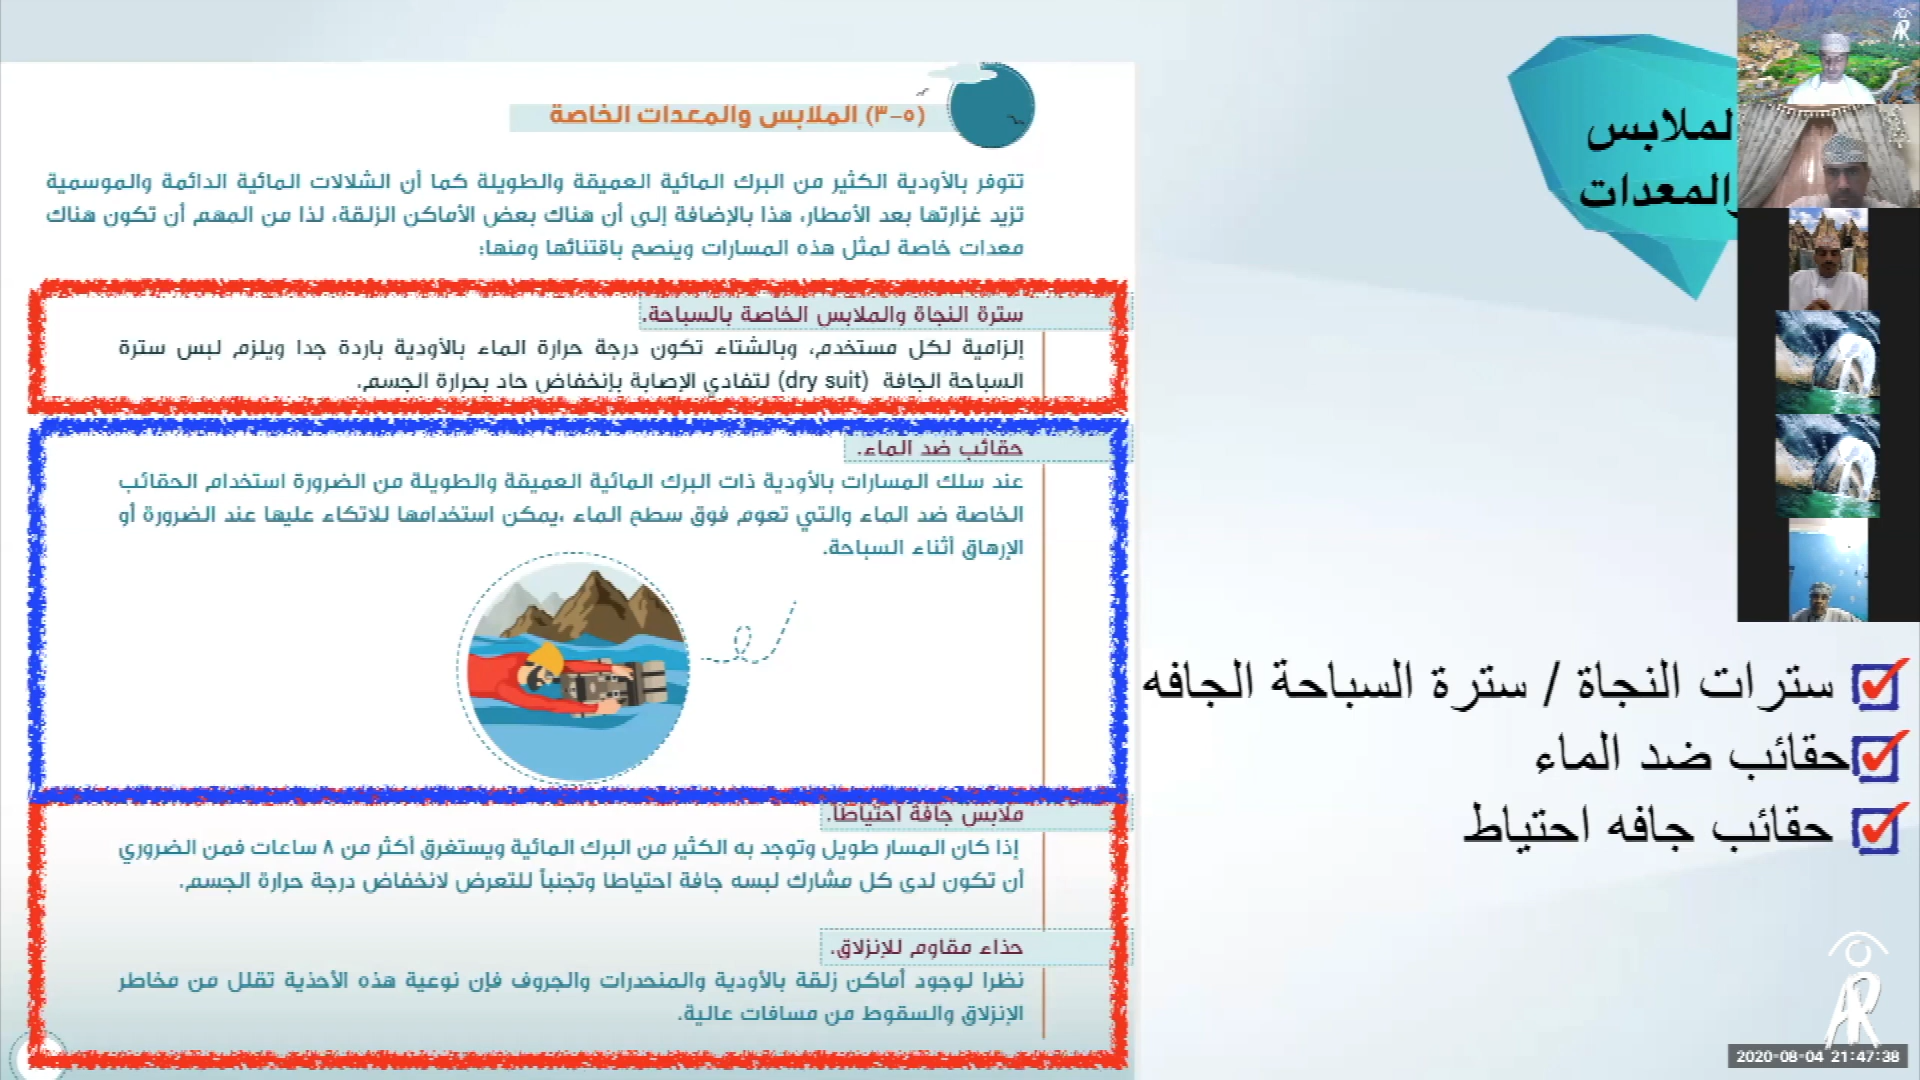 (٥-٣) الملابس والمعدات الخاصة
تتوفر بالأودية الكثير من البرك المائية العميقة والطويلة كما أن الشلالات المائية الدائمة والموسمية
تزيد غزارتها بعد الأمطار، هذا بالإضافة إلى أن هناك بعض الأماكن الزلقة، لذا من المهم أن تكون هناك
معدات خاصة لمثل هذه المسارات وينصح باقتنائها ومنها:
سترة النجاة والملابس الخاصة بالسباحة.
إلزامية لكل مستخدم، وبالشتاء تكون درجة حرارة الماء بالأودية باردة جدا ويلزم لبس سترة
السباحة الجافة (dry suit) لتفادي الإصابة بإنخفاض حاد بحرارة الجسم.
حقائب ضد الماء.
عند سلك المسارات بالأودية ذات البرك المائية العميقة والطويلة من الضرورة استخدام الحقائب
الخاصة ضد الماء والتي تعوم فوق سطح الماء ،يمكن استخدامها للاتكاء عليها عند الضرورة أو
الإرهاق أثناء السباحة.
ملابس جافة احتياطا.
إذا كان المسار طويل وتوجد به الكثير من البرك المائية ويستغرق أكثر من ٨ ساعات فمن الضروري
أن تكون لدى كل مشارك لبسه جافة احتياطا وتجنباً للتعرض لانخفاض درجة حرارة الجسم.
حذاء مقاوم للإنزلاق.
نظرا لوجود أماكن زلقة بالأودية والمنحدرات والجروف فإن نوعية هذه الأحذية تقلل من مخاطر
الإنزلاق والسقوط من مسافات عالية.
لملابس
المعدات
سترات النجاة / سترة السباحة الجافه
حقائب ضد الماء
حقائب جافه احتياط
2020-08-04 21:47:38